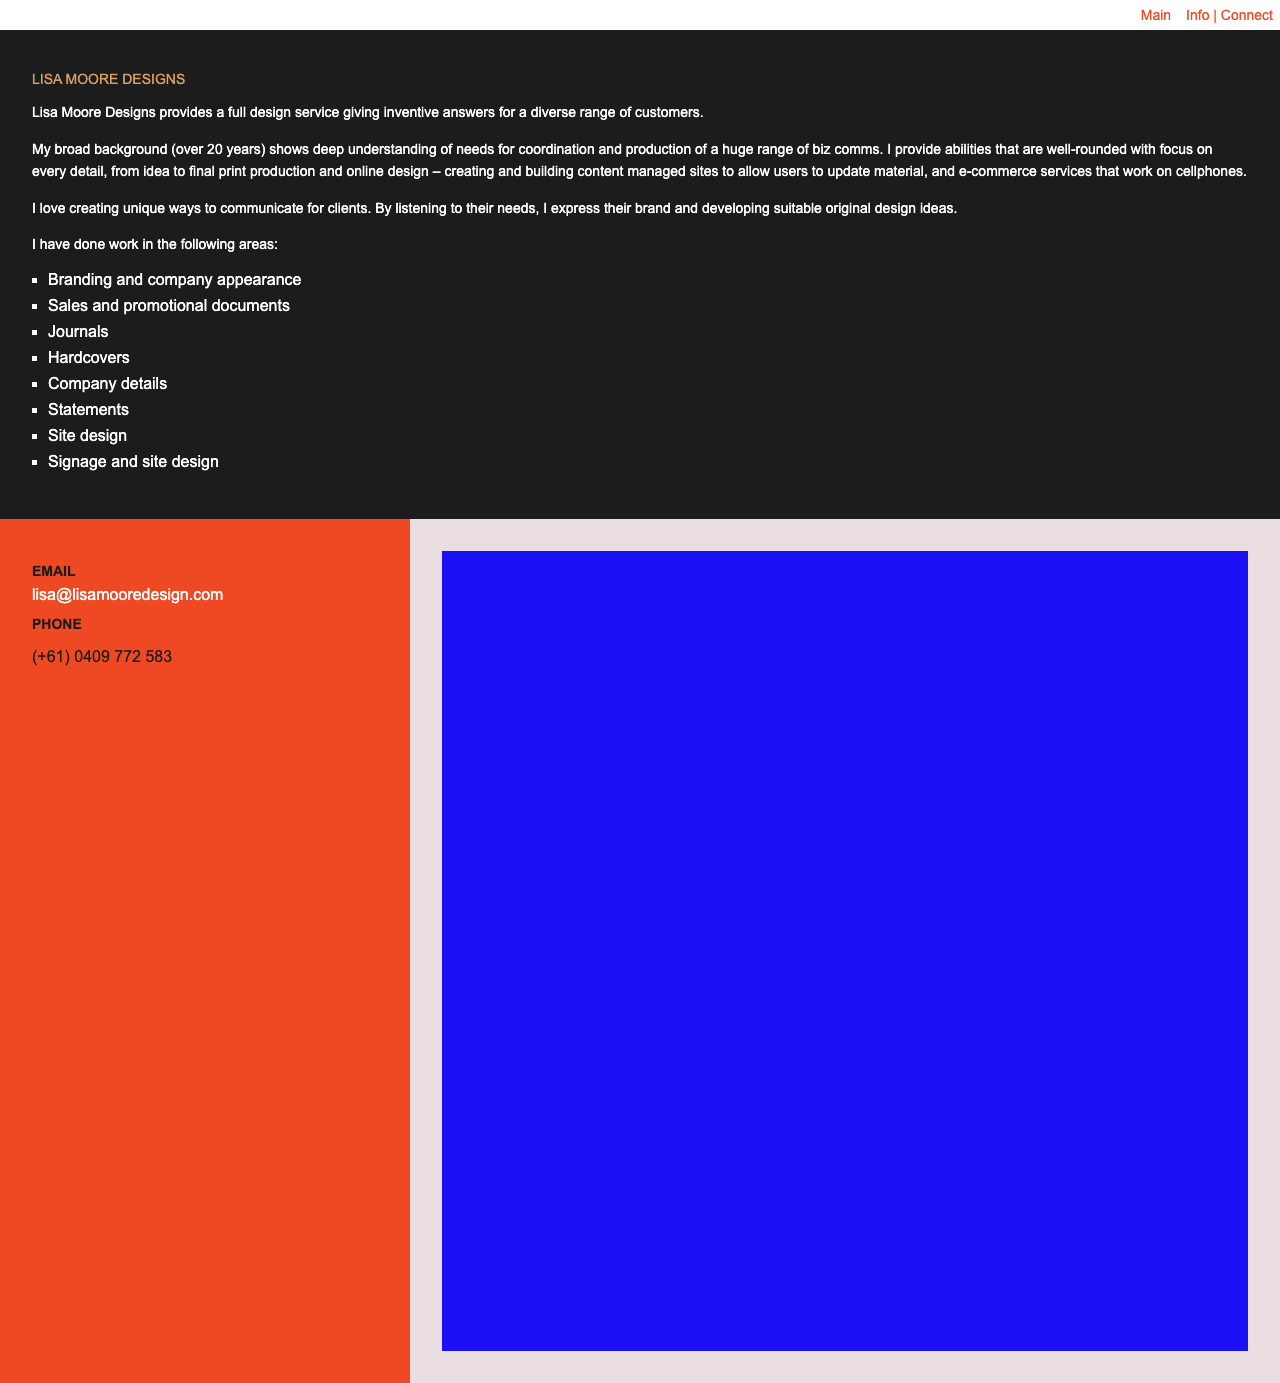 Main Info | Connect
LISA MOORE DESIGNS
Lisa Moore Designs provides a full design service giving inventive answers for a diverse range of customers.
My broad background (over 20 years) shows deep understanding of needs for coordination and production of a huge range of biz comms. I provide abilities that are well-rounded with focus on
every detail, from idea to final print production and online design – creating and building content managed sites to allow users to update material, and e-commerce services that work on cellphones.
I love creating unique ways to communicate for clients. By listening to their needs, I express their brand and developing suitable original design ideas.
I have done work in the following areas:
Branding and company appearance
Sales and promotional documents
Journals
Hardcovers
Company details
Statements
Site design
Signage and site design
EMAIL
lisa@lisamooredesign.com
PHONE
(+61) 0409 772 583